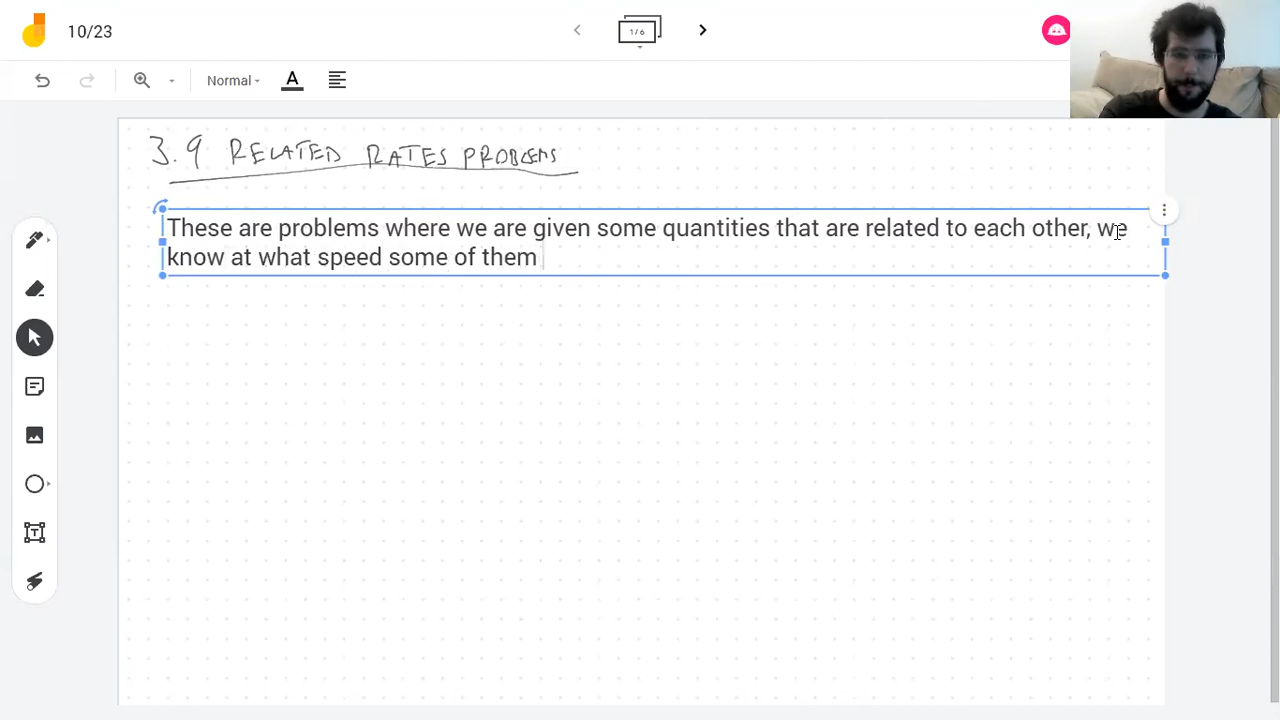 10/23
1/6
Normal
A
3.9 RELATED RATES PROBLEMS
These are problems where we are given some quantities that are related to each other, we
know at what speed some of them